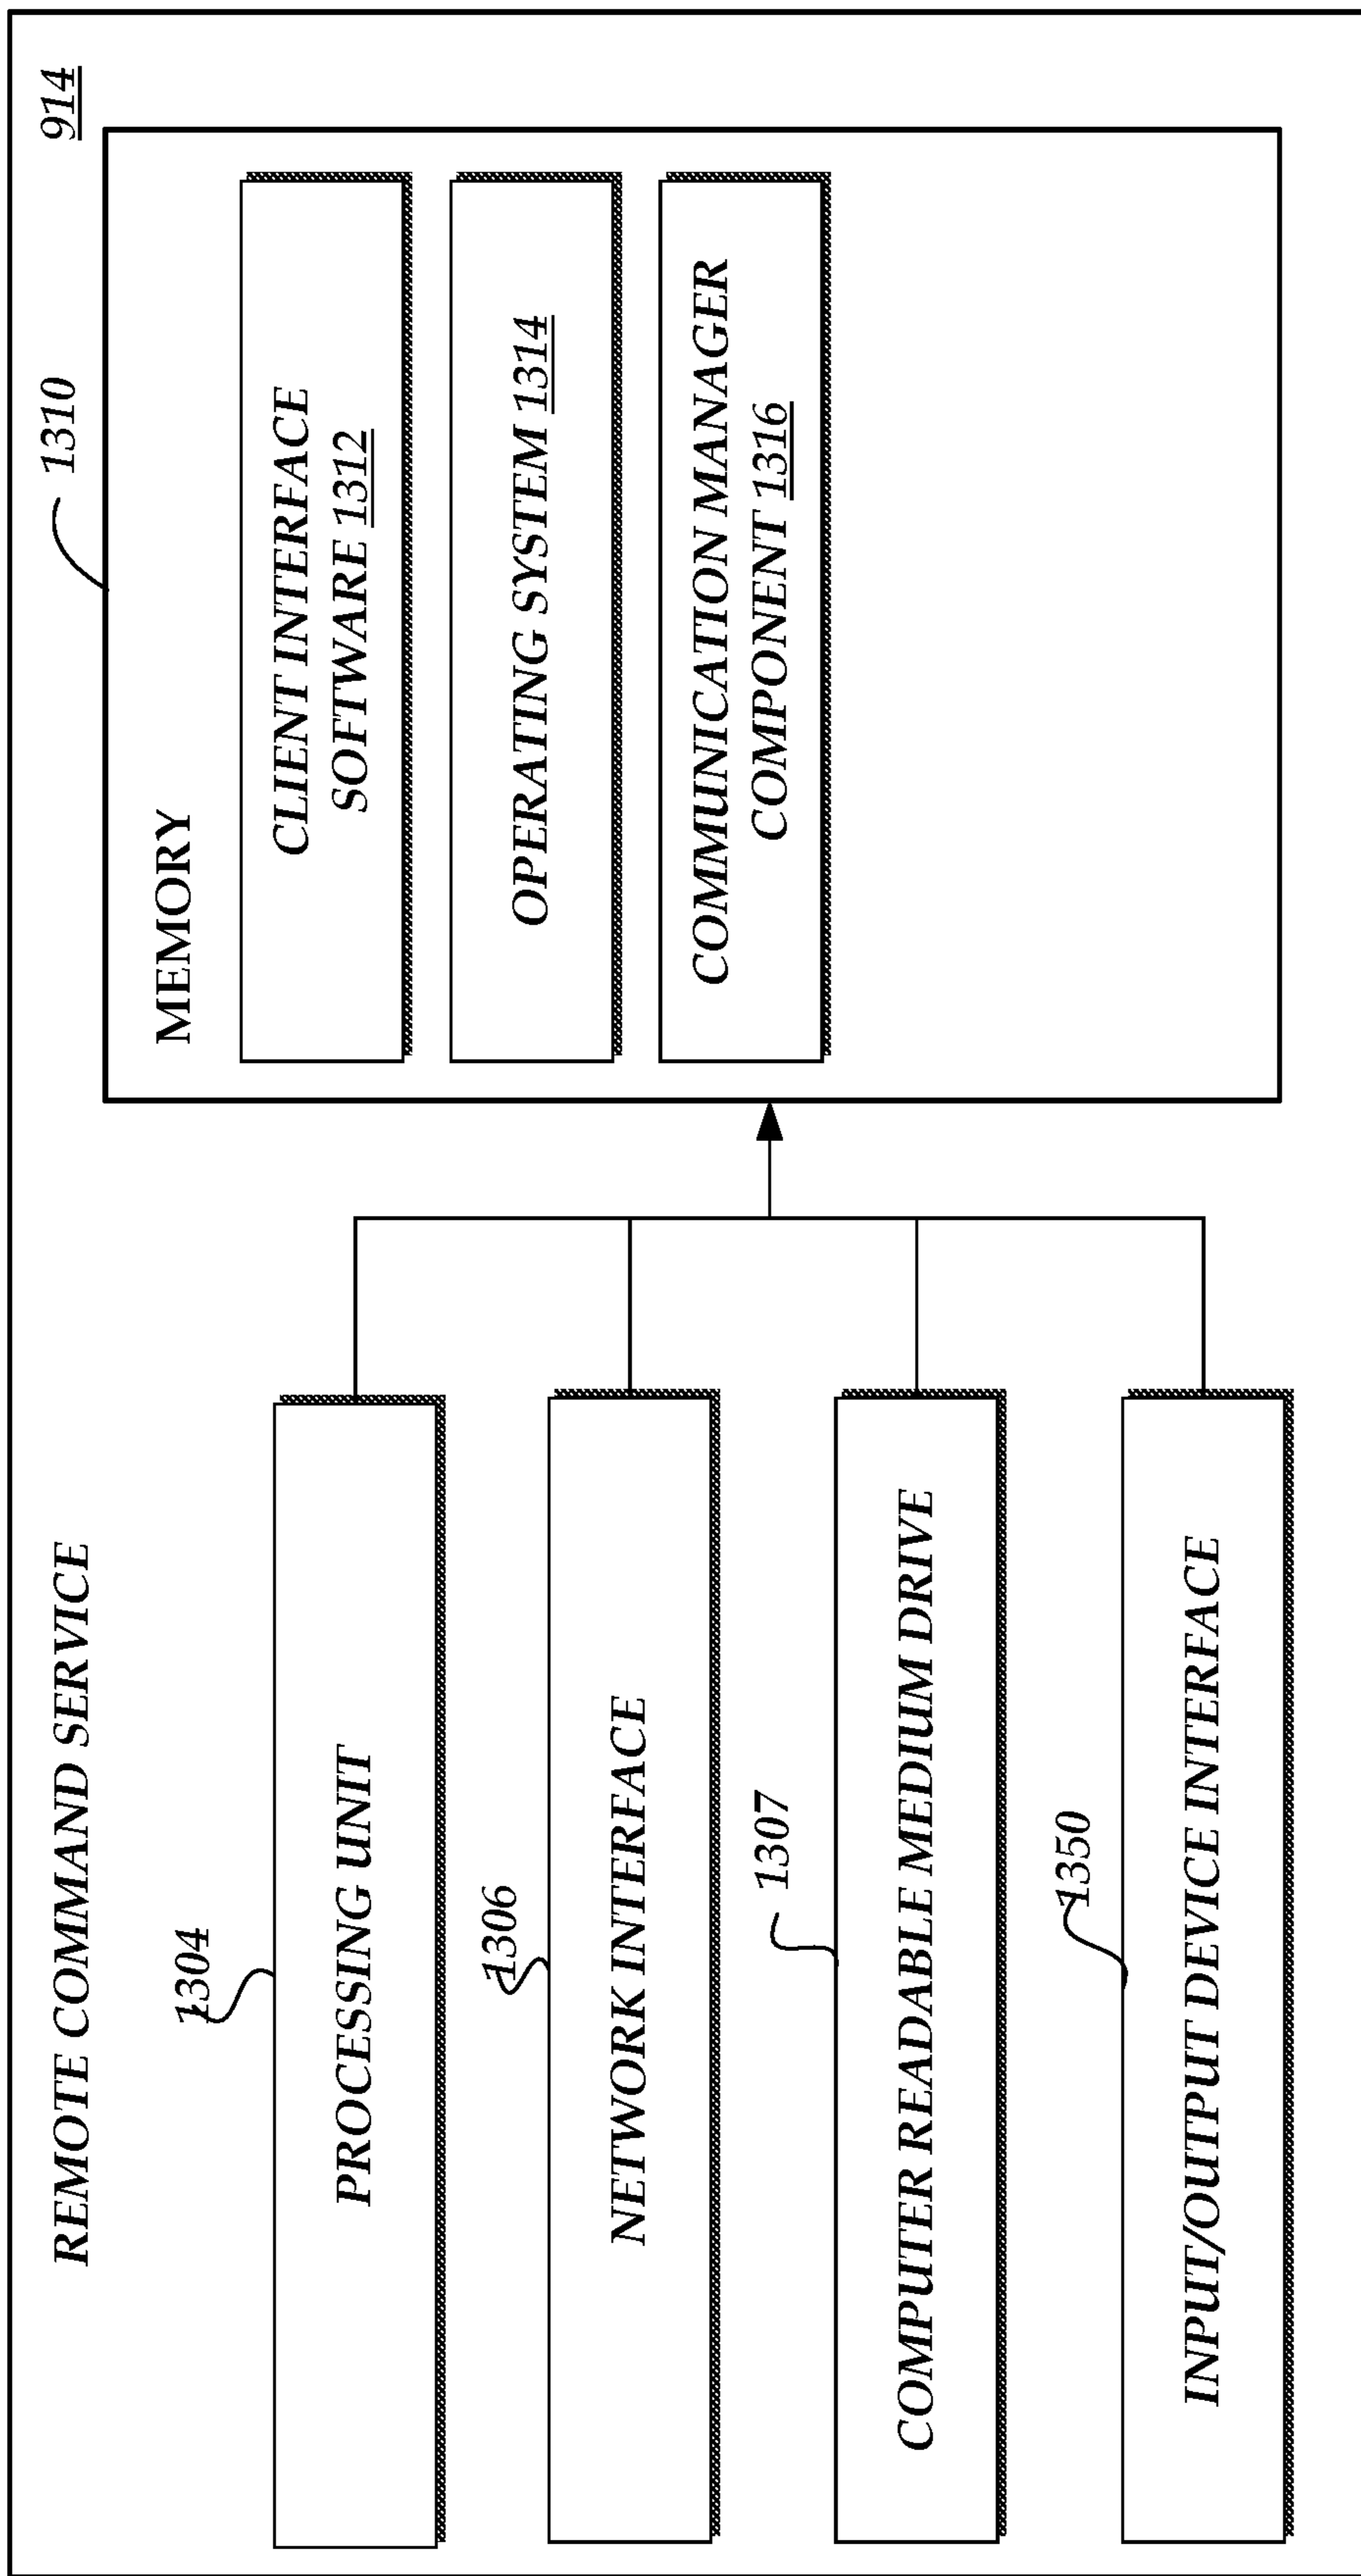 REMOTE COMMAND SERVICE
914
1304
PROCESSING UNIT
1306
NETWORK INTERFACE
1307
COMPUTER READABLE MEDIUM DRIVE
1350
INPUT/OUTPUT DEVICE INTERFACE
1310
MEMORY
CLIENT INTERFACE
SOFTWARE 1312
OPERATING SYSTEM 1314
COMMUNICATION MANAGER
COMPONENT 1316